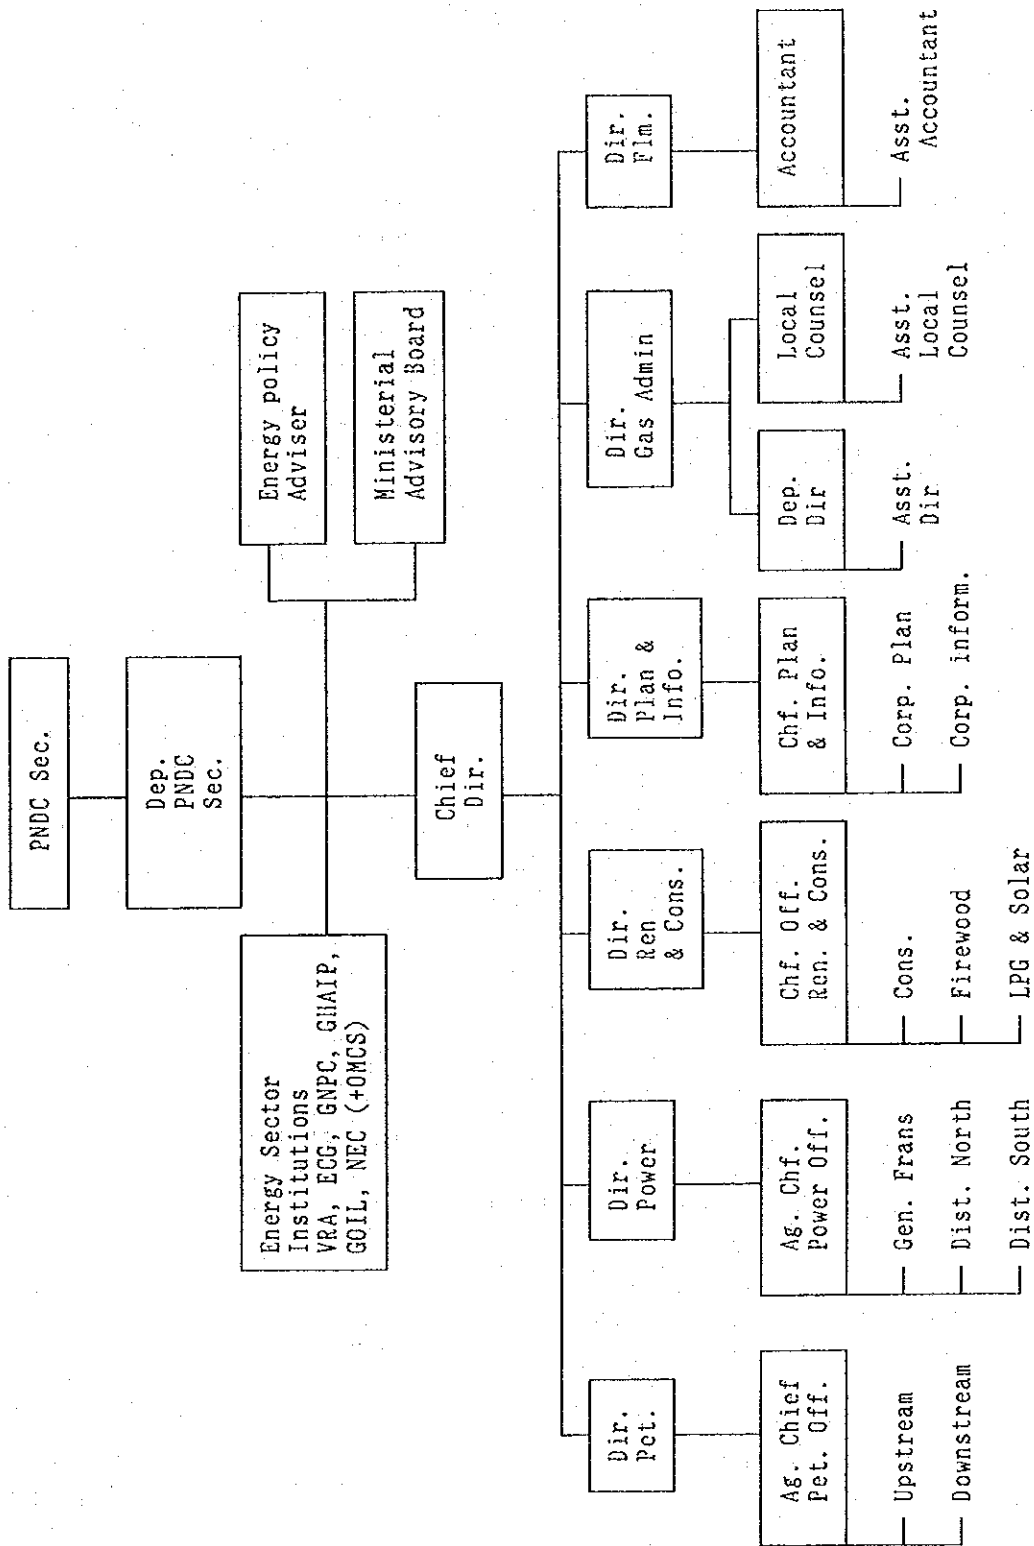 PNDC Sec.
Dep.
PNDC
Sec.
Energy Sector
Institutions
VRA, ECG, GNPC, GHAIP,
GOIL, NEC (+OMCS)
Energy policy
Adviser
Ministerial
Advisory Board
Chief
Dir.
Dir.
Pet.
Dir.
Power
Dir.
Ren
& Cons.
Dir.
Plan &
Info.
Dir.
Gas Admin
Dir.
Flm.
Ag. Chief
Pet. Off.
Upstream
Downstream
Ag. Chf.
Power Off.
Gen. Frans
Dist. North
Dist. South
Chf. Off.
Ren. & Cons.
Cons.
Firewood
LPG & Solar
Chf. Plan
& Info.
Corp. Plan
Corp. inform.
Dep.
Dir
Asst.
Dir
Local
Counsel
Asst.
Local
Counsel
Accountant
Asst.
Accountant